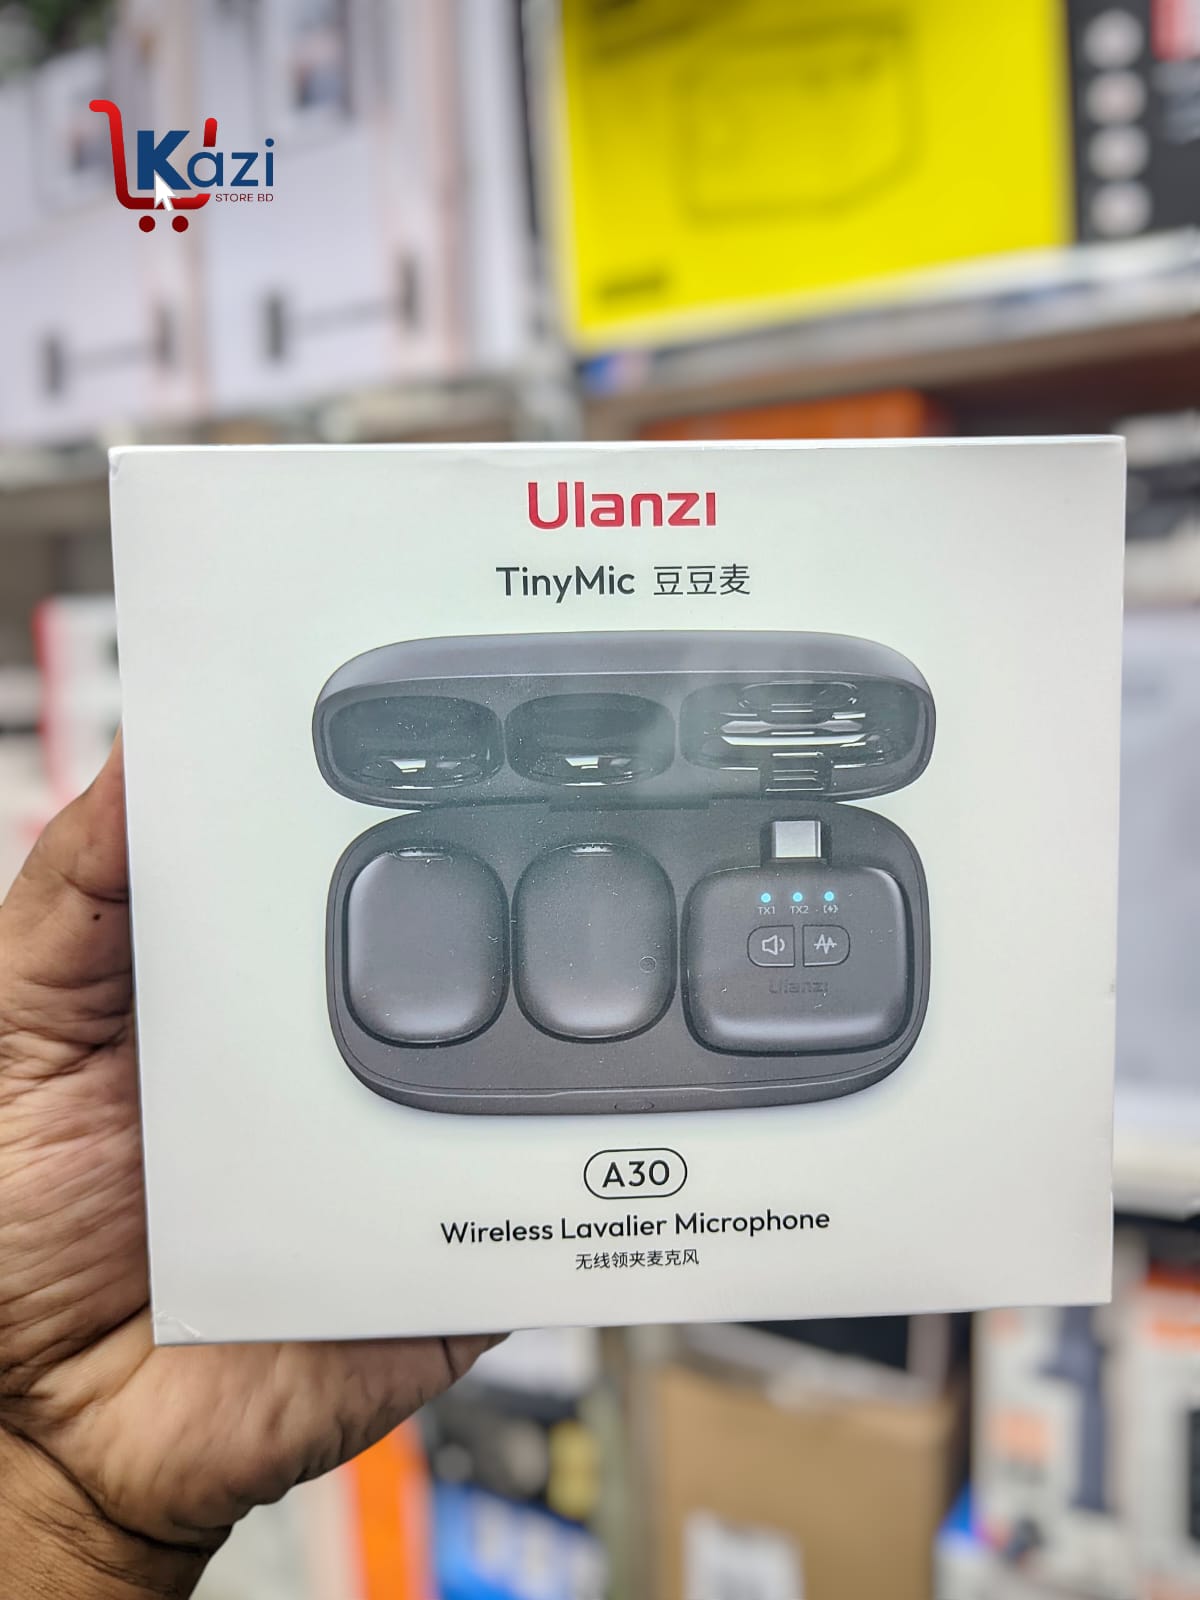 Kazi
STORE BD
Ulanzi
TinyMic 豆豆麦
TX1 TX2
Ulanzi
A30
Wireless Lavalier Microphone
无线领夹麦克风